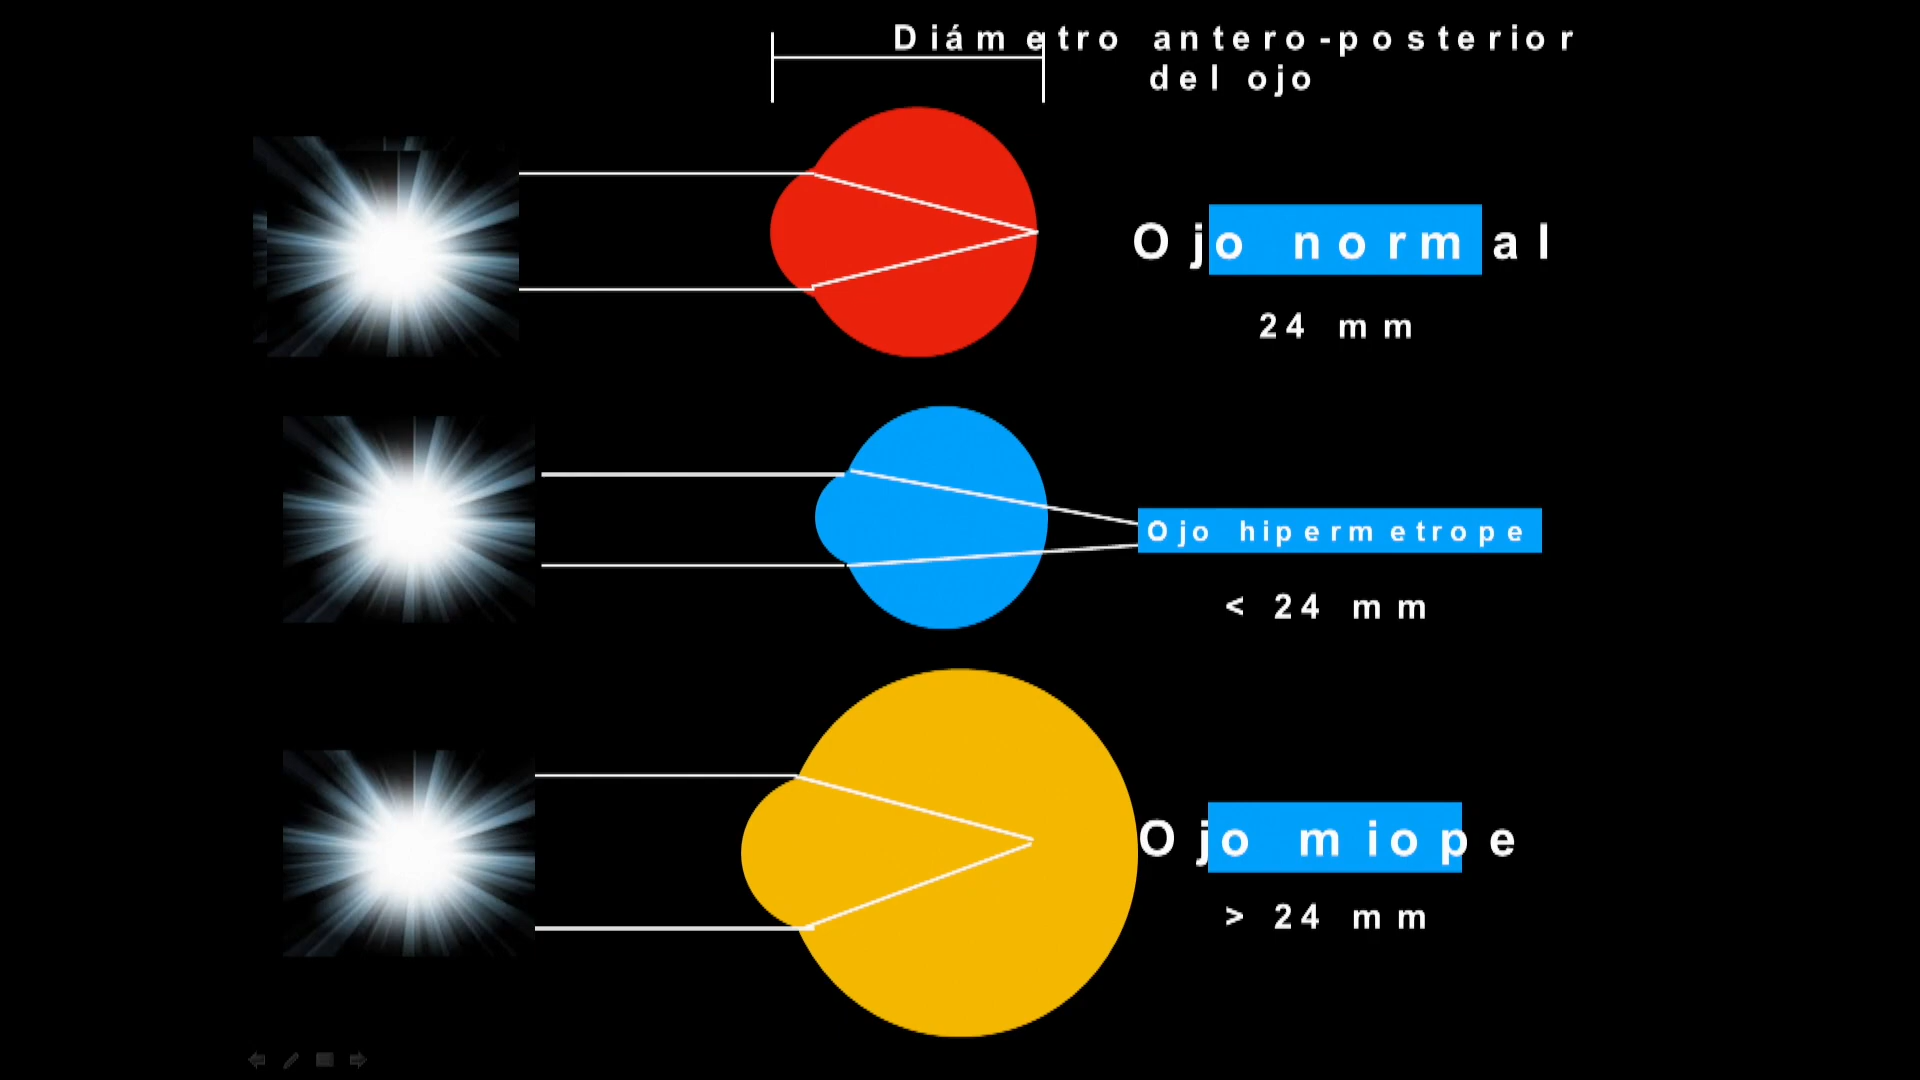 Diámetro antero-posterior
del ojo
Ojo normal
24 mm
Ojo hipermetrope
< 24 mm
Ojo miope
> 24 mm